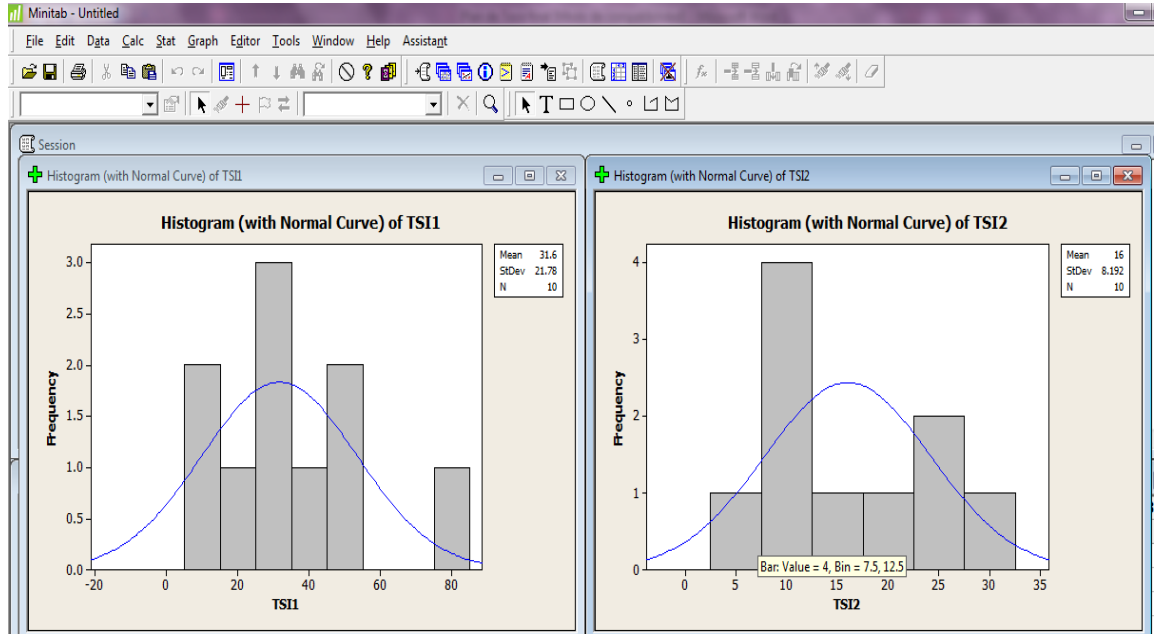 Minitab - Untitled
File Edit Data Calc Stat Graph Editor Tools Window Help Assistant
Session
Histogram (with Normal Curve) of TSI1
Histogram (with Normal Curve) of TSI1
Mean 31.6
StDev 21.78
N 10
3.0
2.5
2.0
1.5
1.0
0.5
0.0
Frequency
-20 0 20 40 60 80
TSI1
Histogram (with Normal Curve) of TSI2
Histogram (with Normal Curve) of TSI2
Mean 16
StDev 8.192
N 10
4
3
2
1
0
Frequency
Bar: Value = 4, Bin = 7.5, 12.5
0 5 10 15 20 25 30 35
TSI2